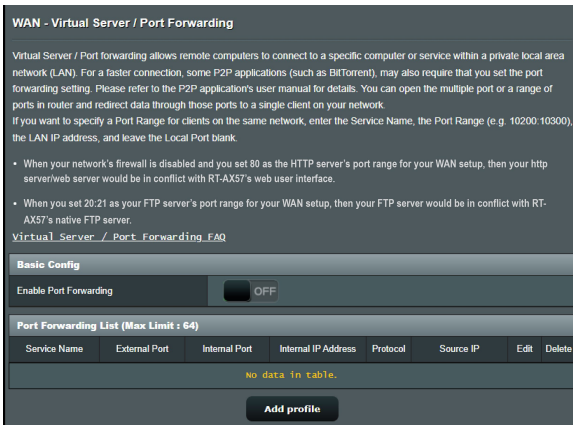 WAN - Virtual Server / Port Forwarding
Virtual Server / Port forwarding allows remote computers to connect to a specific computer or service within a private local area
network (LAN). For a faster connection, some P2P applications (such as BitTorrent), may also require that you set the port
forwarding setting. Please refer to the P2P application's user manual for details. You can open the multiple port or a range of
ports in router and redirect data through those ports to a single client on your network.
If you want to specify a Port Range for clients on the same network, enter the Service Name, the Port Range (e.g. 10200:10300),
the LAN IP address, and leave the Local Port blank.
• When your network's firewall is disabled and you set 80 as the HTTP server's port range for your WAN setup, then your http
server/web server would be in conflict with RT-AX57's web user interface.
• When you set 20:21 as your FTP server's port range for your WAN setup, then your FTP server would be in conflict with RT-
AX57's native FTP server.
Virtual Server / Port Forwarding FAQ
Basic Config
Enable Port Forwarding OFF
Port Forwarding List (Max Limit : 64)
Service Name External Port Internal Port Internal IP Address Protocol Source IP Edit Delete
No data in table.
Add profile